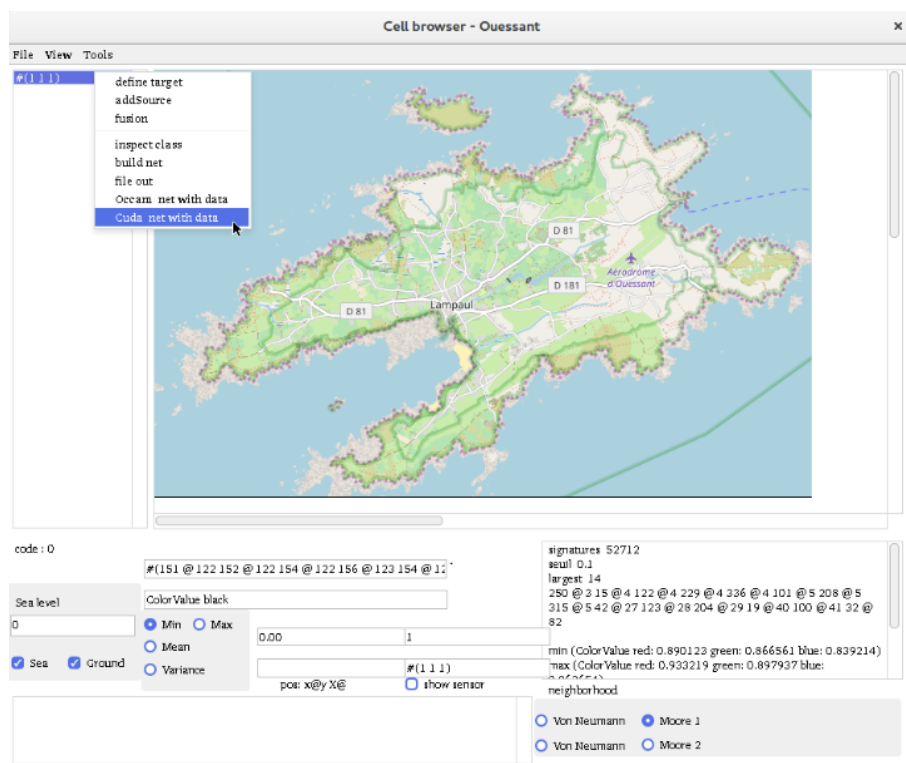 Cell browser - Ouessant
×
File View Tools
#(1 1 1)
define target
addSource
fusion
inspect class
build net
file out
Occam net with data
Cuda net with data
D 81
Aérodrome
d'Ouessant
D 181
Lampaul
D 81
code : 0
#(151 @ 122 152 @ 122 154 @ 122 156 @ 123 154 @ 12
Sea level
ColorValue black
0
Min Max
Mean
Variance
0.00 1
#(1 1 1)
Sea Ground
pos: x@y X@ show sensor
signatures 52712
seuil 0.1
largest 14
250 @ 3 15 @ 4 122 @ 4 229 @ 4 336 @ 4 101 @ 5 208 @ 5
315 @ 5 42 @ 27 123 @ 28 204 @ 29 19 @ 40 100 @ 41 32 @
82
min (ColorValue red: 0.890123 green: 0.866561 blue: 0.839214)
max (ColorValue red: 0.933219 green: 0.897937 blue:
neighborhood
Von Neumann Moore 1
Von Neumann Moore 2